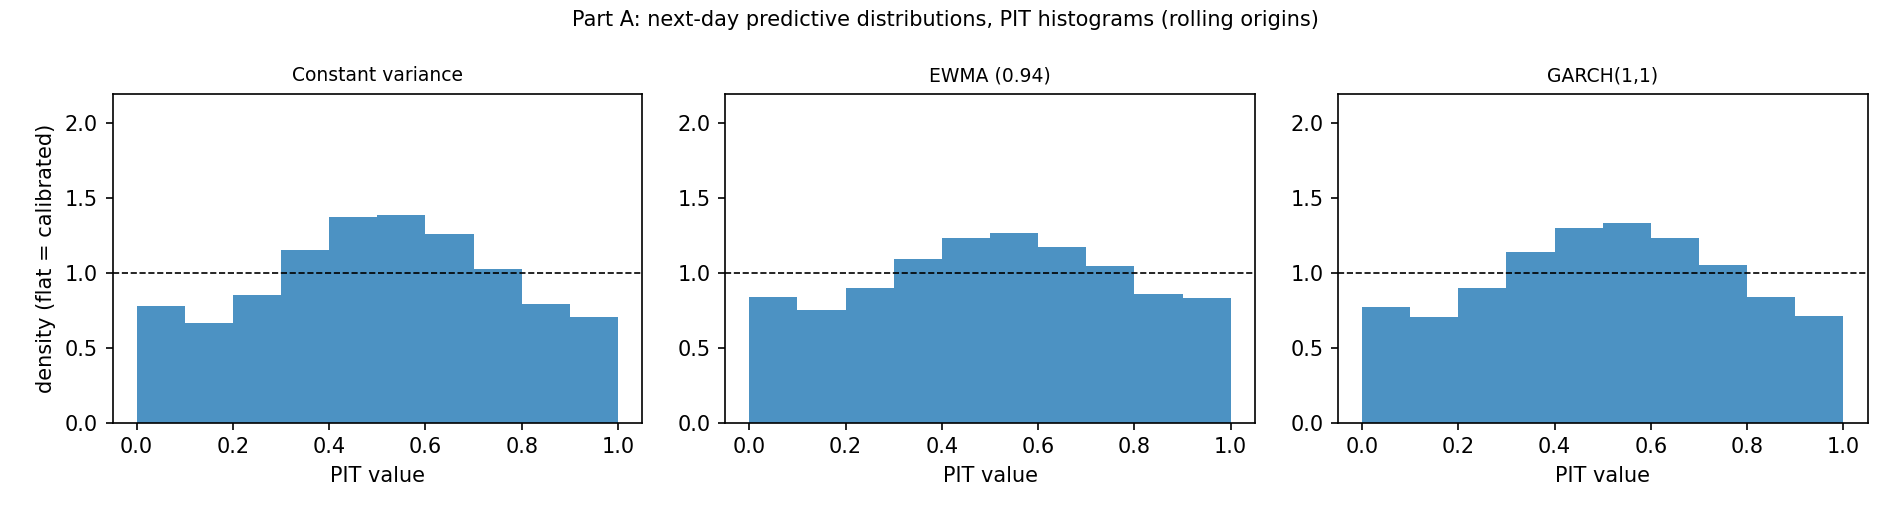 Part A: next-day predictive distributions, PIT histograms (rolling origins)
Constant variance
density (flat = calibrated)
2.0
1.5
1.0
0.5
0.0
0.0 0.2 0.4 0.6 0.8 1.0
PIT value
EWMA (0.94)
2.0
1.5
1.0
0.5
0.0
0.0 0.2 0.4 0.6 0.8 1.0
PIT value
GARCH(1,1)
2.0
1.5
1.0
0.5
0.0
0.0 0.2 0.4 0.6 0.8 1.0
PIT value